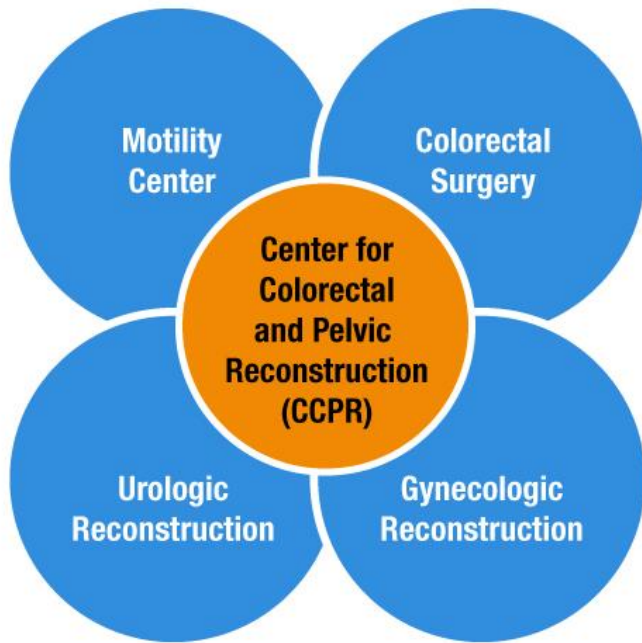 Motility
Center
Colorectal
Surgery
Center for
Colorectal
and Pelvic
Reconstruction
(CCPR)
Urologic
Reconstruction
Gynecologic
Reconstruction